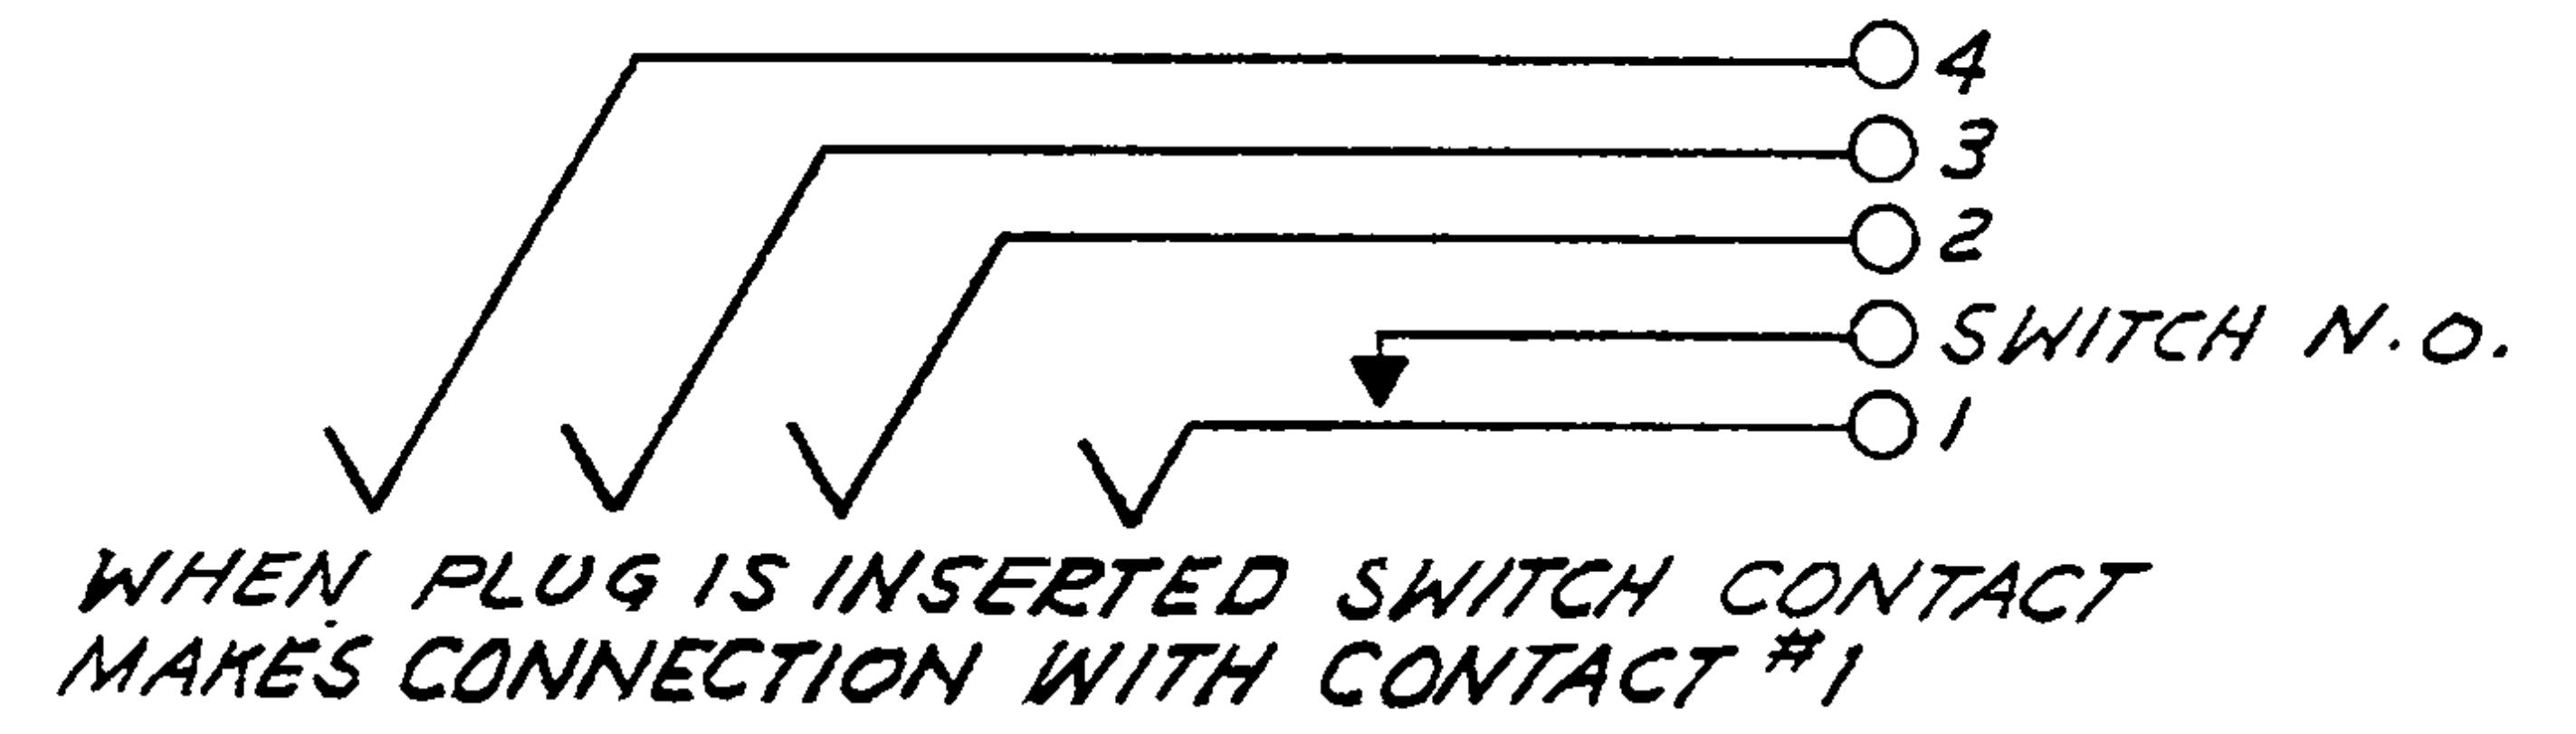 4
3
2
SWITCH N.O.
1
WHEN PLUG IS INSERTED SWITCH CONTACT
MAKES CONNECTION WITH CONTACT #1